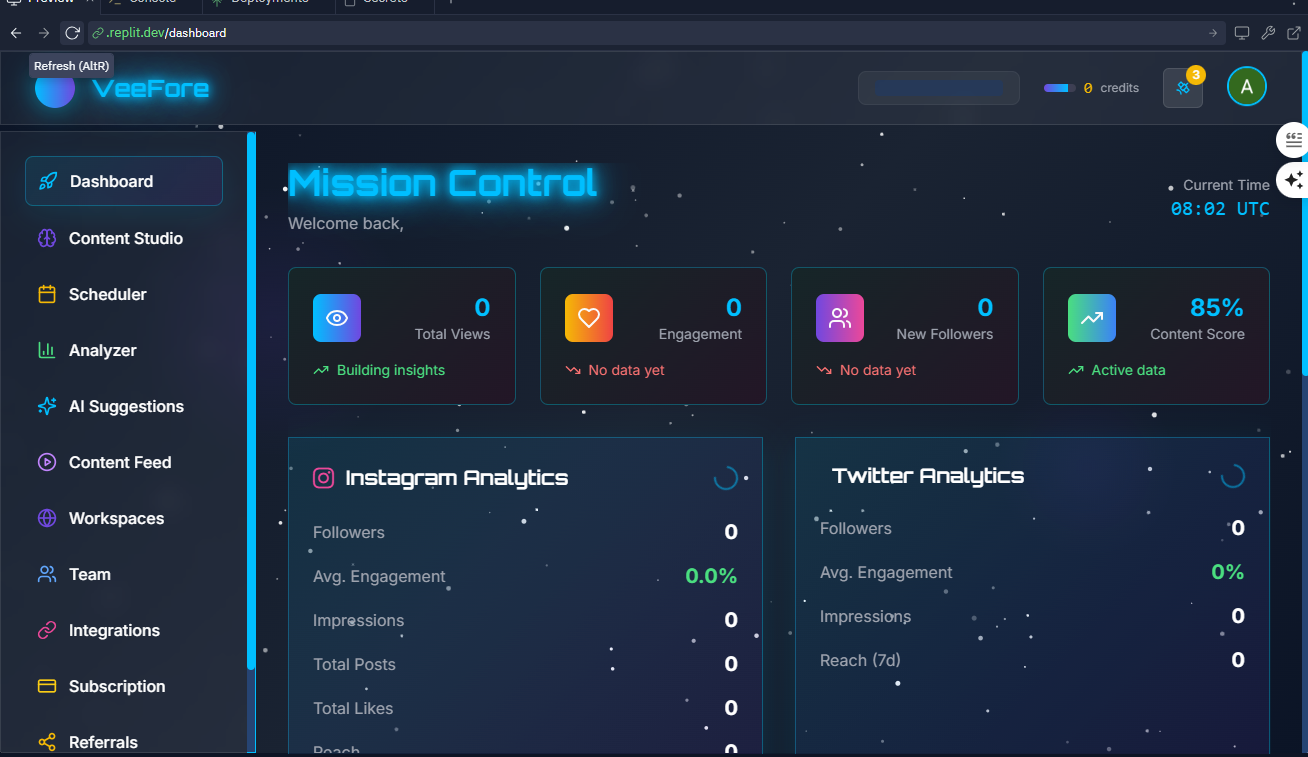 Preview
Console
Deployments
Secrets
.replit.dev/dashboard
Refresh (AltR)
VeeFore
0 credits
3
A
Dashboard
Content Studio
Scheduler
Analyzer
AI Suggestions
Content Feed
Workspaces
Team
Integrations
Subscription
Referrals
Mission Control
Welcome back,
Current Time
08:02 UTC
0
Total Views
Building insights
0
Engagement
No data yet
0
New Followers
No data yet
85%
Content Score
Active data
Instagram Analytics
Followers 0
Avg. Engagement 0.0%
Impressions 0
Total Posts 0
Total Likes 0
Reach 0
Twitter Analytics
Followers 0
Avg. Engagement 0%
Impressions 0
Reach (7d) 0